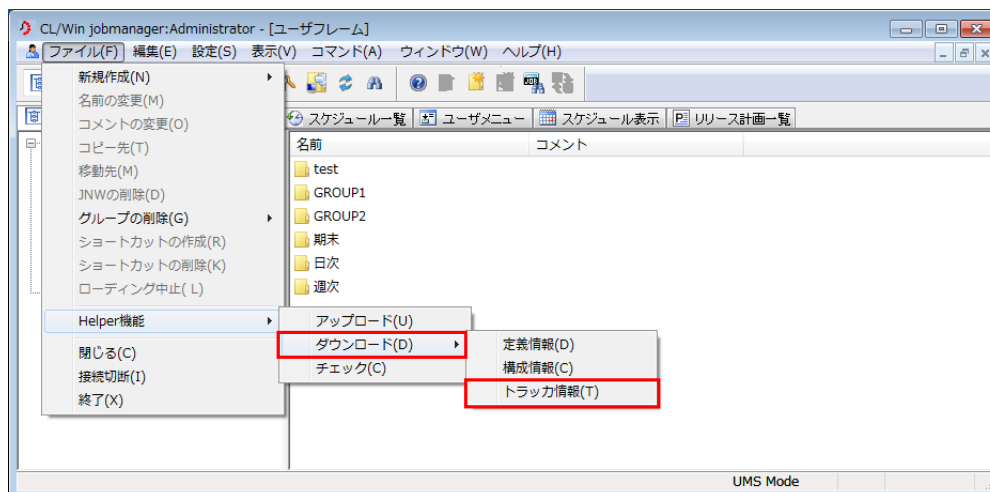 CL/Win jobmanager:Administrator - [ユーザフレーム]
ファイル(F) 編集(E) 設定(S) 表示(V) コマンド(A) ウィンドウ(W) ヘルプ(H)
スケジュール一覧 ユーザメニュー スケジュール表示 リリース計画一覧
名前 コメント
test
GROUP1
GROUP2
期末
日次
週次
新規作成(N)
名前の変更(M)
コメントの変更(O)
コピー先(T)
移動先(M)
JNWの削除(D)
グループの削除(G)
ショートカットの作成(R)
ショートカットの削除(K)
ローディング中止( L)
Helper機能
閉じる(C)
接続切断(I)
終了(X)
アップロード(U)
ダウンロード(D)
チェック(C)
定義情報(D)
構成情報(C)
トラッカ情報(T)
UMS Mode